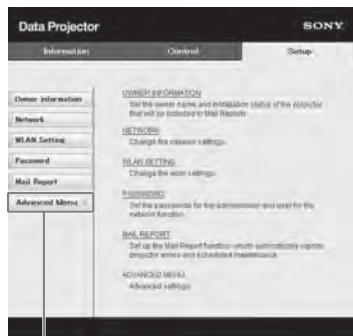 Data Projector
SONY
Information
Control
Setup
Owner information
Network
WLAN Setting
Password
Mail Report
Advanced Menu
OWNER INFORMATION
Set the owner name and installation status of the projector
that will be included in Mail Reports.
NETWORK
Change the network settings.
WLAN SETTING
Change the wlan settings.
PASSWORD
Set the passwords for the administrator and user for the
network function.
MAIL REPORT
Set up the Mail Report function which automatically reports
projector errors and scheduled maintenance.
ADVANCED MENU
Advanced settings.